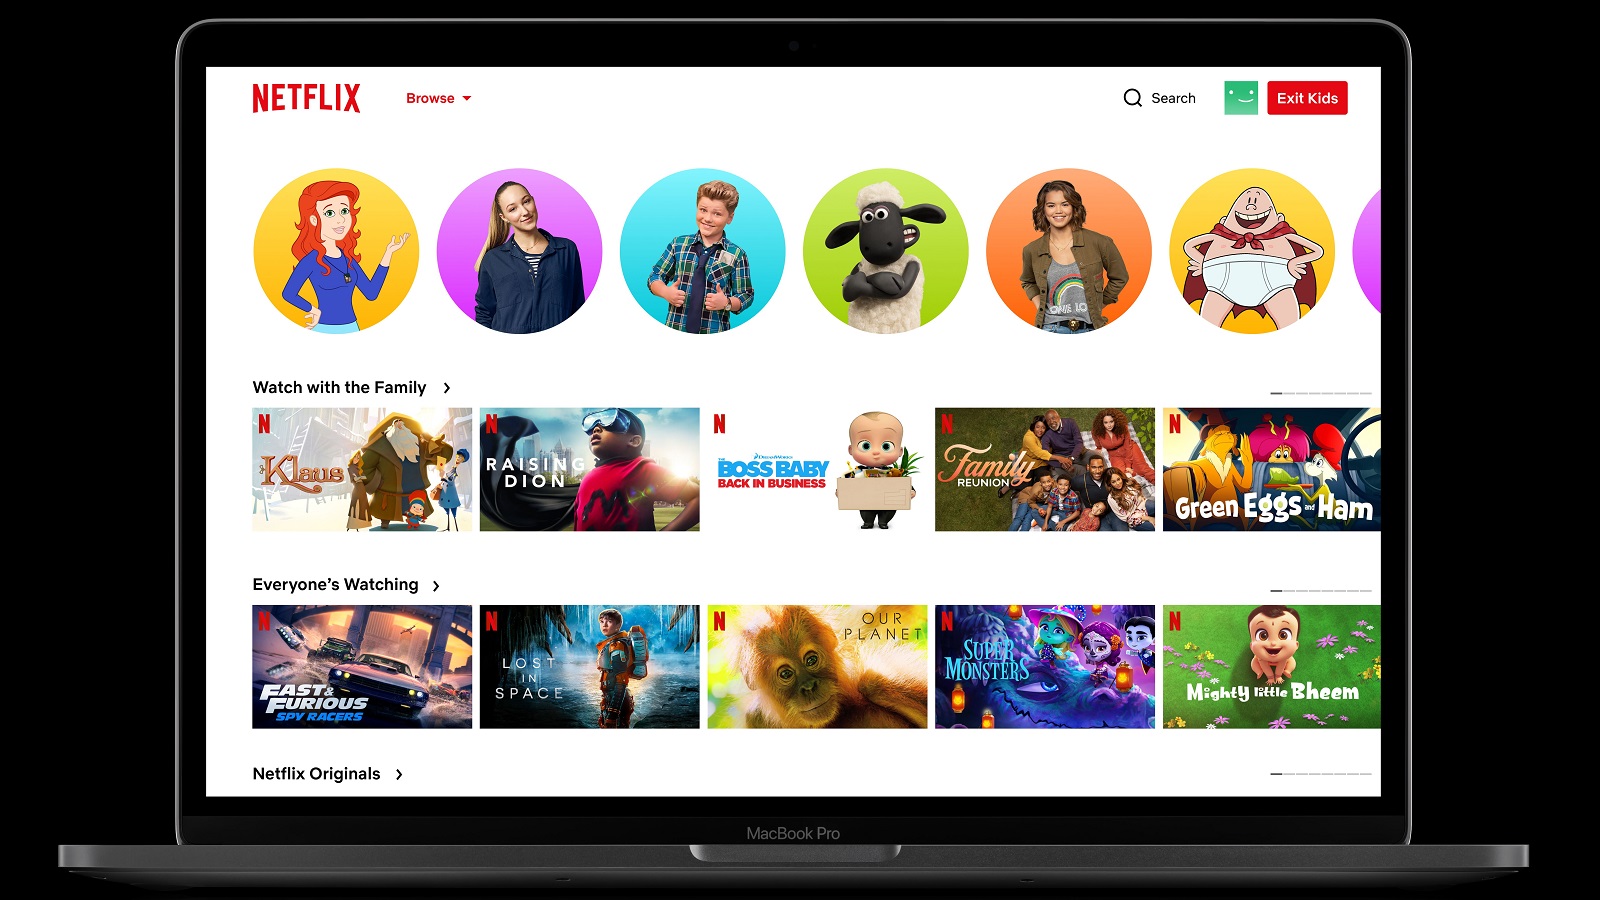 NETFLIX
Browse
Search
Exit Kids
Watch with the Family
N
Klaus
N
RAISING
DION
N
DREAMWORKS
THE
BOSS BABY
BACK IN BUSINESS
N
Family
REUNION
N
Green Eggs and Ham
Everyone's Watching
N
FAST &
FURIOUS
SPY RACERS
N
LOST
IN
SPACE
N
OUR
PLANET
N
SUPER
MONSTERS
N
Mighty little Bheem
Netflix Originals
MacBook Pro